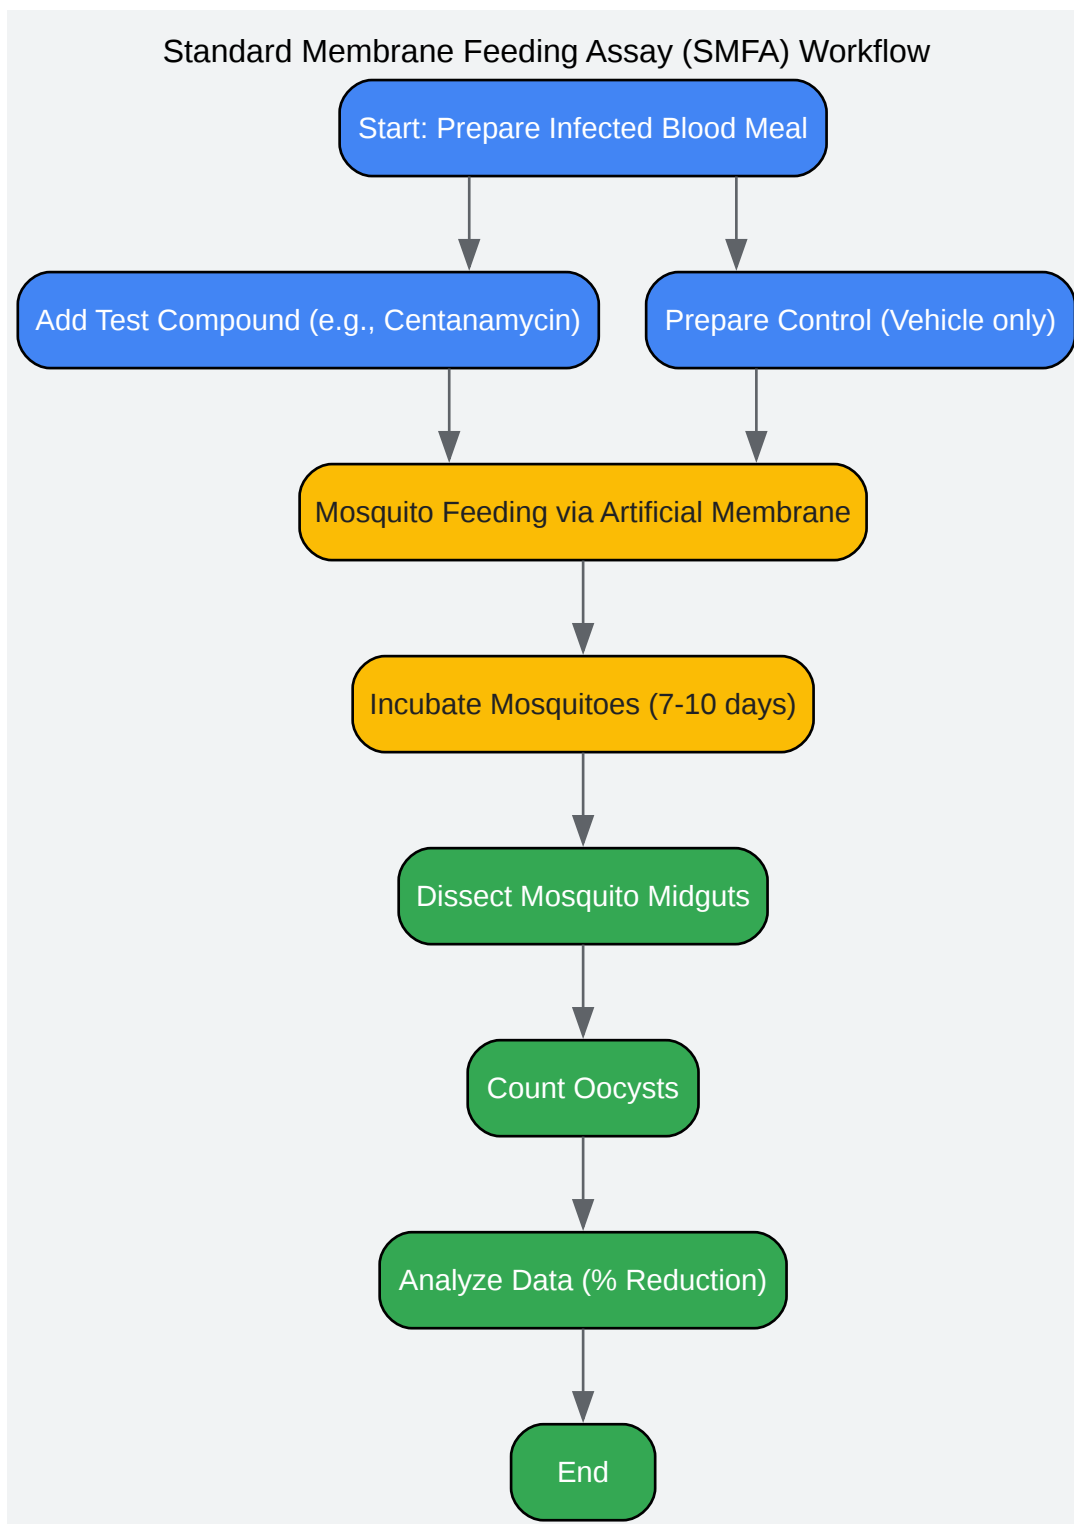 Standard Membrane Feeding Assay (SMFA) Workflow
Start: Prepare Infected Blood Meal
Add Test Compound (e.g., Centanamycin)
Prepare Control (Vehicle only)
Mosquito Feeding via Artificial Membrane
Incubate Mosquitoes (7-10 days)
Dissect Mosquito Midguts
Count Oocysts
Analyze Data (% Reduction)
End